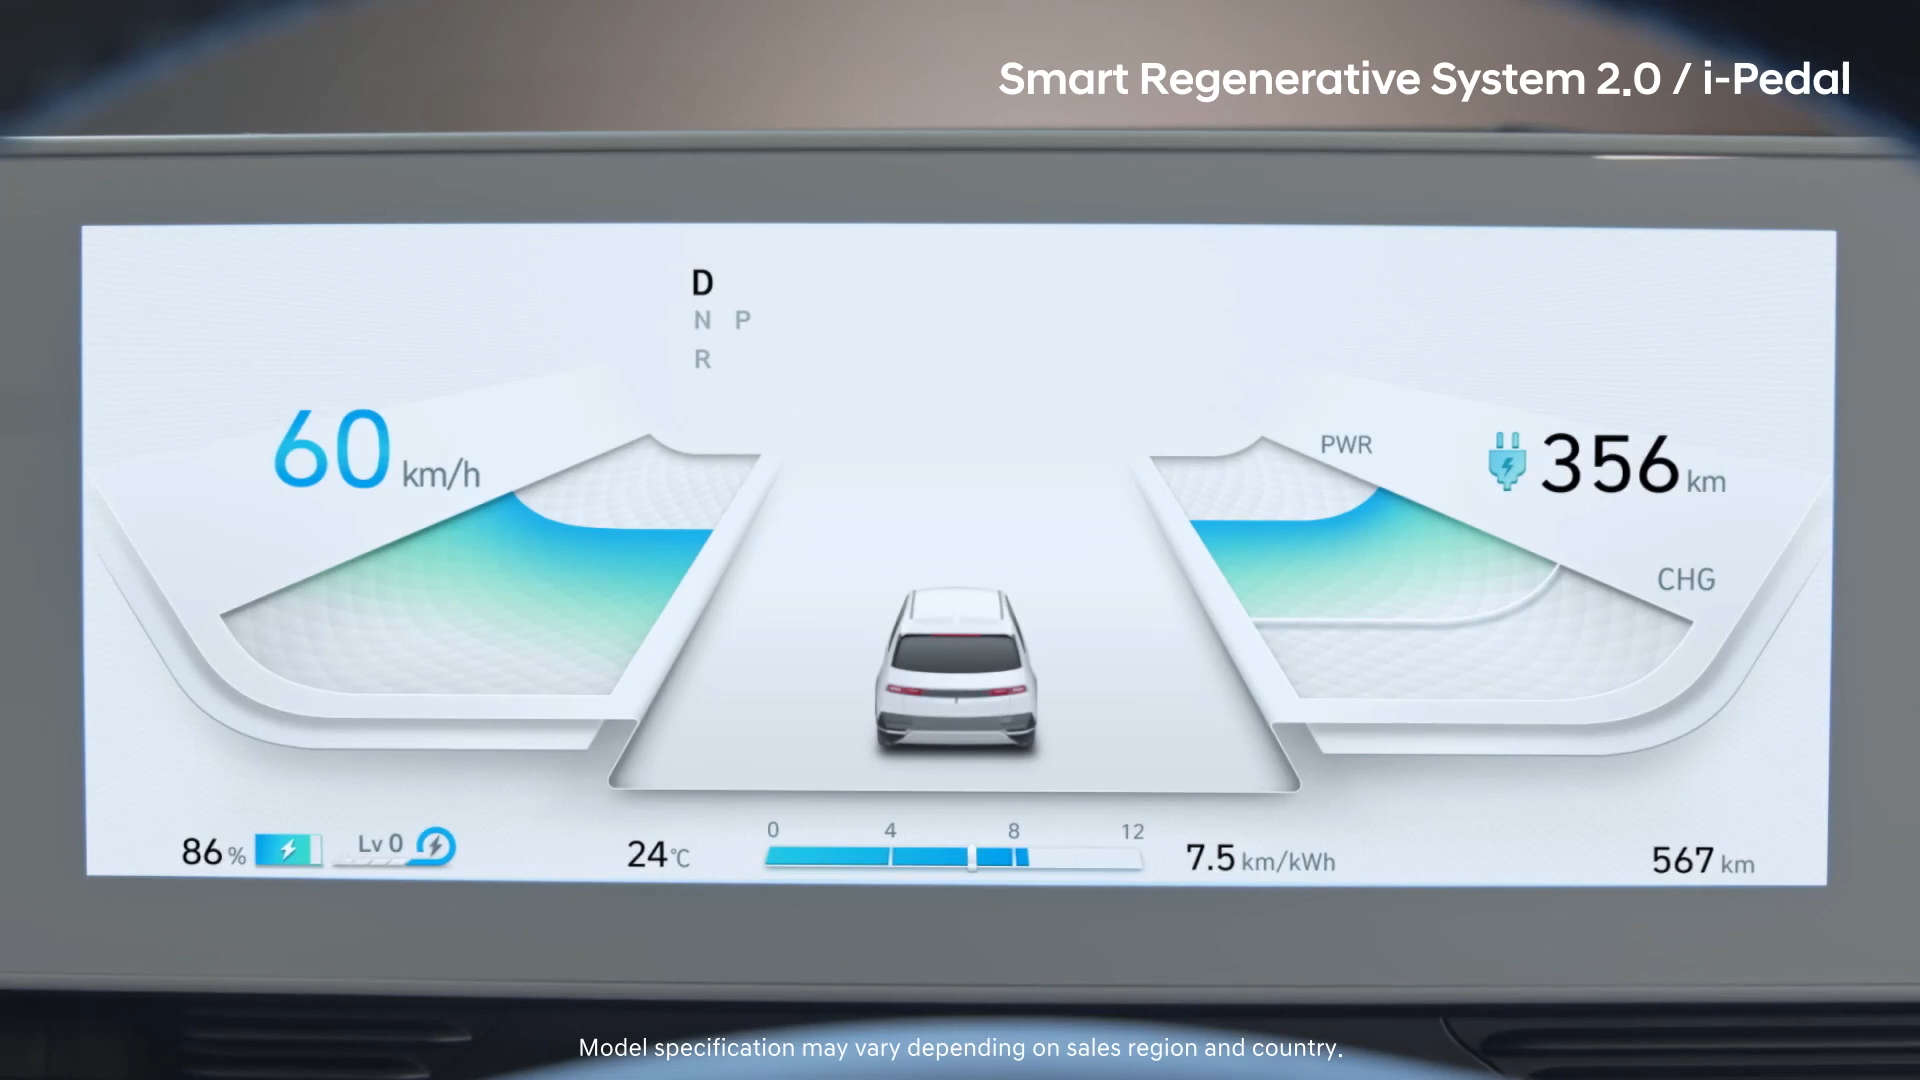 Smart Regenerative System 2.0 / i-Pedal
D
N P
R
60 km/h
PWR
356 km
CHG
86 %
Lv 0
24°C
0 4 8 12
7.5 km/kWh
567 km
Model specification may vary depending on sales region and country.